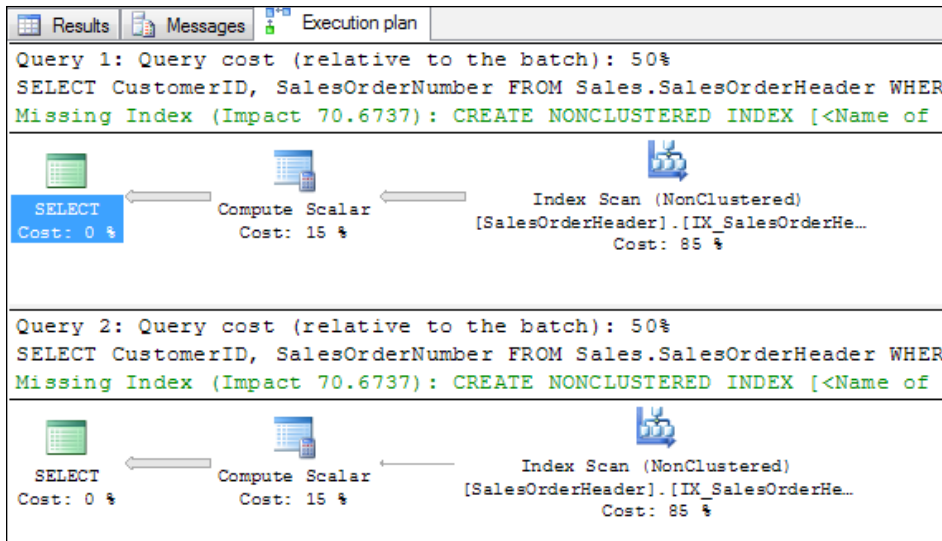 Results Messages Execution plan
Query 1: Query cost (relative to the batch): 50%
SELECT CustomerID, SalesOrderNumber FROM Sales.SalesOrderHeader WHER
Missing Index (Impact 70.6737): CREATE NONCLUSTERED INDEX [<Name of
SELECT
Cost: 0 %
Compute Scalar
Cost: 15 %
Index Scan (NonClustered)
[SalesOrderHeader].[IX_SalesOrderHe…
Cost: 85 %
Query 2: Query cost (relative to the batch): 50%
SELECT CustomerID, SalesOrderNumber FROM Sales.SalesOrderHeader WHER
Missing Index (Impact 70.6737): CREATE NONCLUSTERED INDEX [<Name of
SELECT
Cost: 0 %
Compute Scalar
Cost: 15 %
Index Scan (NonClustered)
[SalesOrderHeader].[IX_SalesOrderHe…
Cost: 85 %